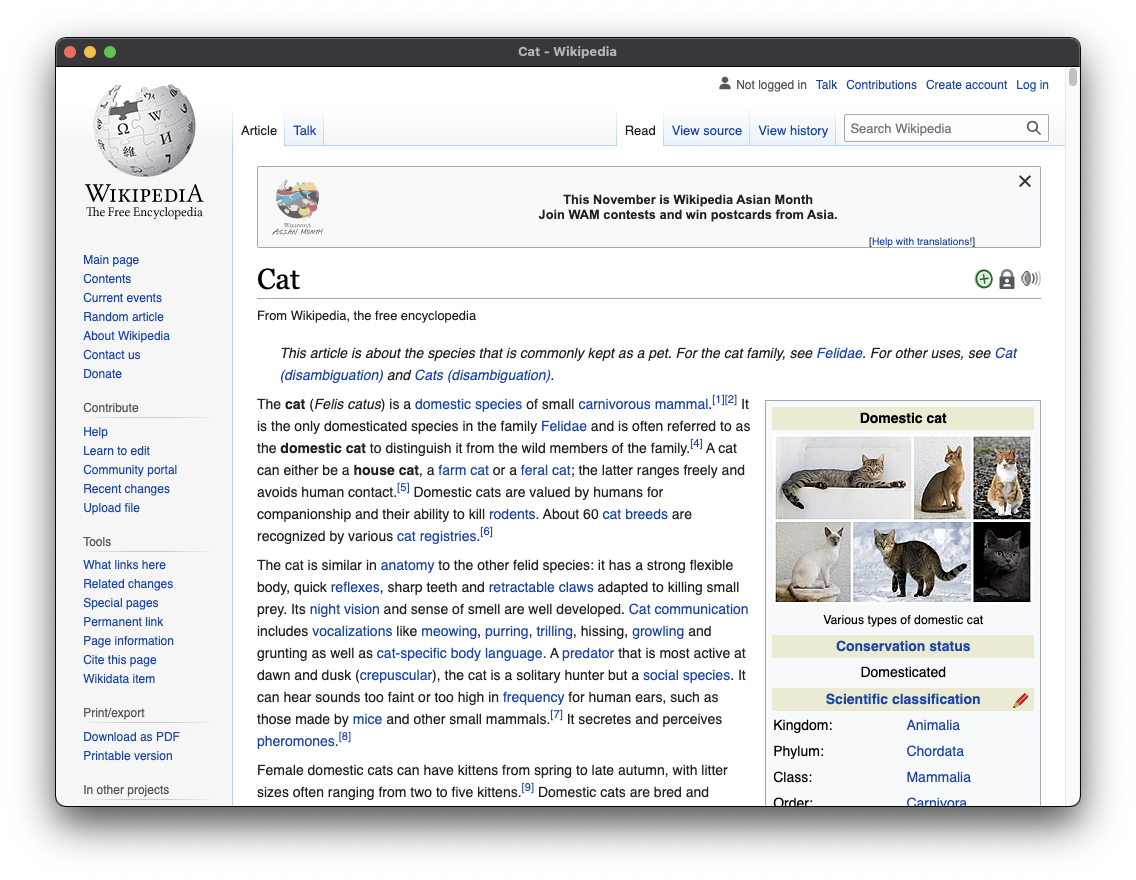 Cat - Wikipedia
Not logged in Talk Contributions Create account Log in
Article Talk Read View source View history Search Wikipedia
WIKIPEDIA
The Free Encyclopedia
Main page
Contents
Current events
Random article
About Wikipedia
Contact us
Donate
Contribute
Help
Learn to edit
Community portal
Recent changes
Upload file
Tools
What links here
Related changes
Special pages
Permanent link
Page information
Cite this page
Wikidata item
Print/export
Download as PDF
Printable version
In other projects
WIKIPEDIA
ASIAN MONTH
This November is Wikipedia Asian Month
Join WAM contests and win postcards from Asia.
[Help with translations!]
Cat
From Wikipedia, the free encyclopedia
This article is about the species that is commonly kept as a pet. For the cat family, see Felidae. For other uses, see Cat
(disambiguation) and Cats (disambiguation).
The cat (Felis catus) is a domestic species of small carnivorous mammal.[1][2] It
is the only domesticated species in the family Felidae and is often referred to as
the domestic cat to distinguish it from the wild members of the family.[4] A cat
can either be a house cat, a farm cat or a feral cat; the latter ranges freely and
avoids human contact.[5] Domestic cats are valued by humans for
companionship and their ability to kill rodents. About 60 cat breeds are
recognized by various cat registries.[6]
The cat is similar in anatomy to the other felid species: it has a strong flexible
body, quick reflexes, sharp teeth and retractable claws adapted to killing small
prey. Its night vision and sense of smell are well developed. Cat communication
includes vocalizations like meowing, purring, trilling, hissing, growling and
grunting as well as cat-specific body language. A predator that is most active at
dawn and dusk (crepuscular), the cat is a solitary hunter but a social species. It
can hear sounds too faint or too high in frequency for human ears, such as
those made by mice and other small mammals.[7] It secretes and perceives
pheromones.[8]
Female domestic cats can have kittens from spring to late autumn, with litter
sizes often ranging from two to five kittens.[9] Domestic cats are bred and
Domestic cat
Various types of domestic cat
Conservation status
Domesticated
Scientific classification
Kingdom: Animalia
Phylum: Chordata
Class: Mammalia
Order: Carnivora